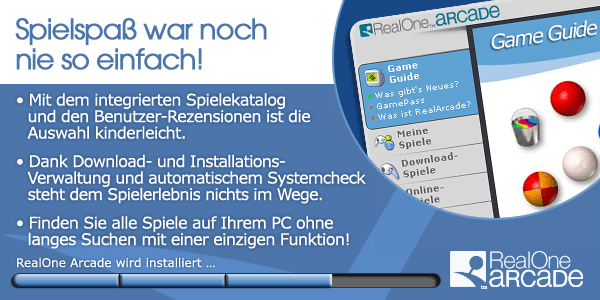 Spielspaß war noch
nie so einfach!
• Mit dem integrierten Spielekatalog
und den Benutzer-Rezensionen ist die
Auswahl kinderleicht.
• Dank Download- und Installations-
Verwaltung und automatischem Systemcheck
steht dem Spielerlebnis nichts im Wege.
• Finden Sie alle Spiele auf Ihrem PC ohne
langes Suchen mit einer einzigen Funktion!
RealOne Arcade wird installiert ...
RealOne ARCADE
Game Guide
Game
Guide
Was gibt's Neues?
GamePass
Was ist RealArcade?
Meine
Spiele
Download-
Spiele
Online-
Spiele
RealOne
ARCADE